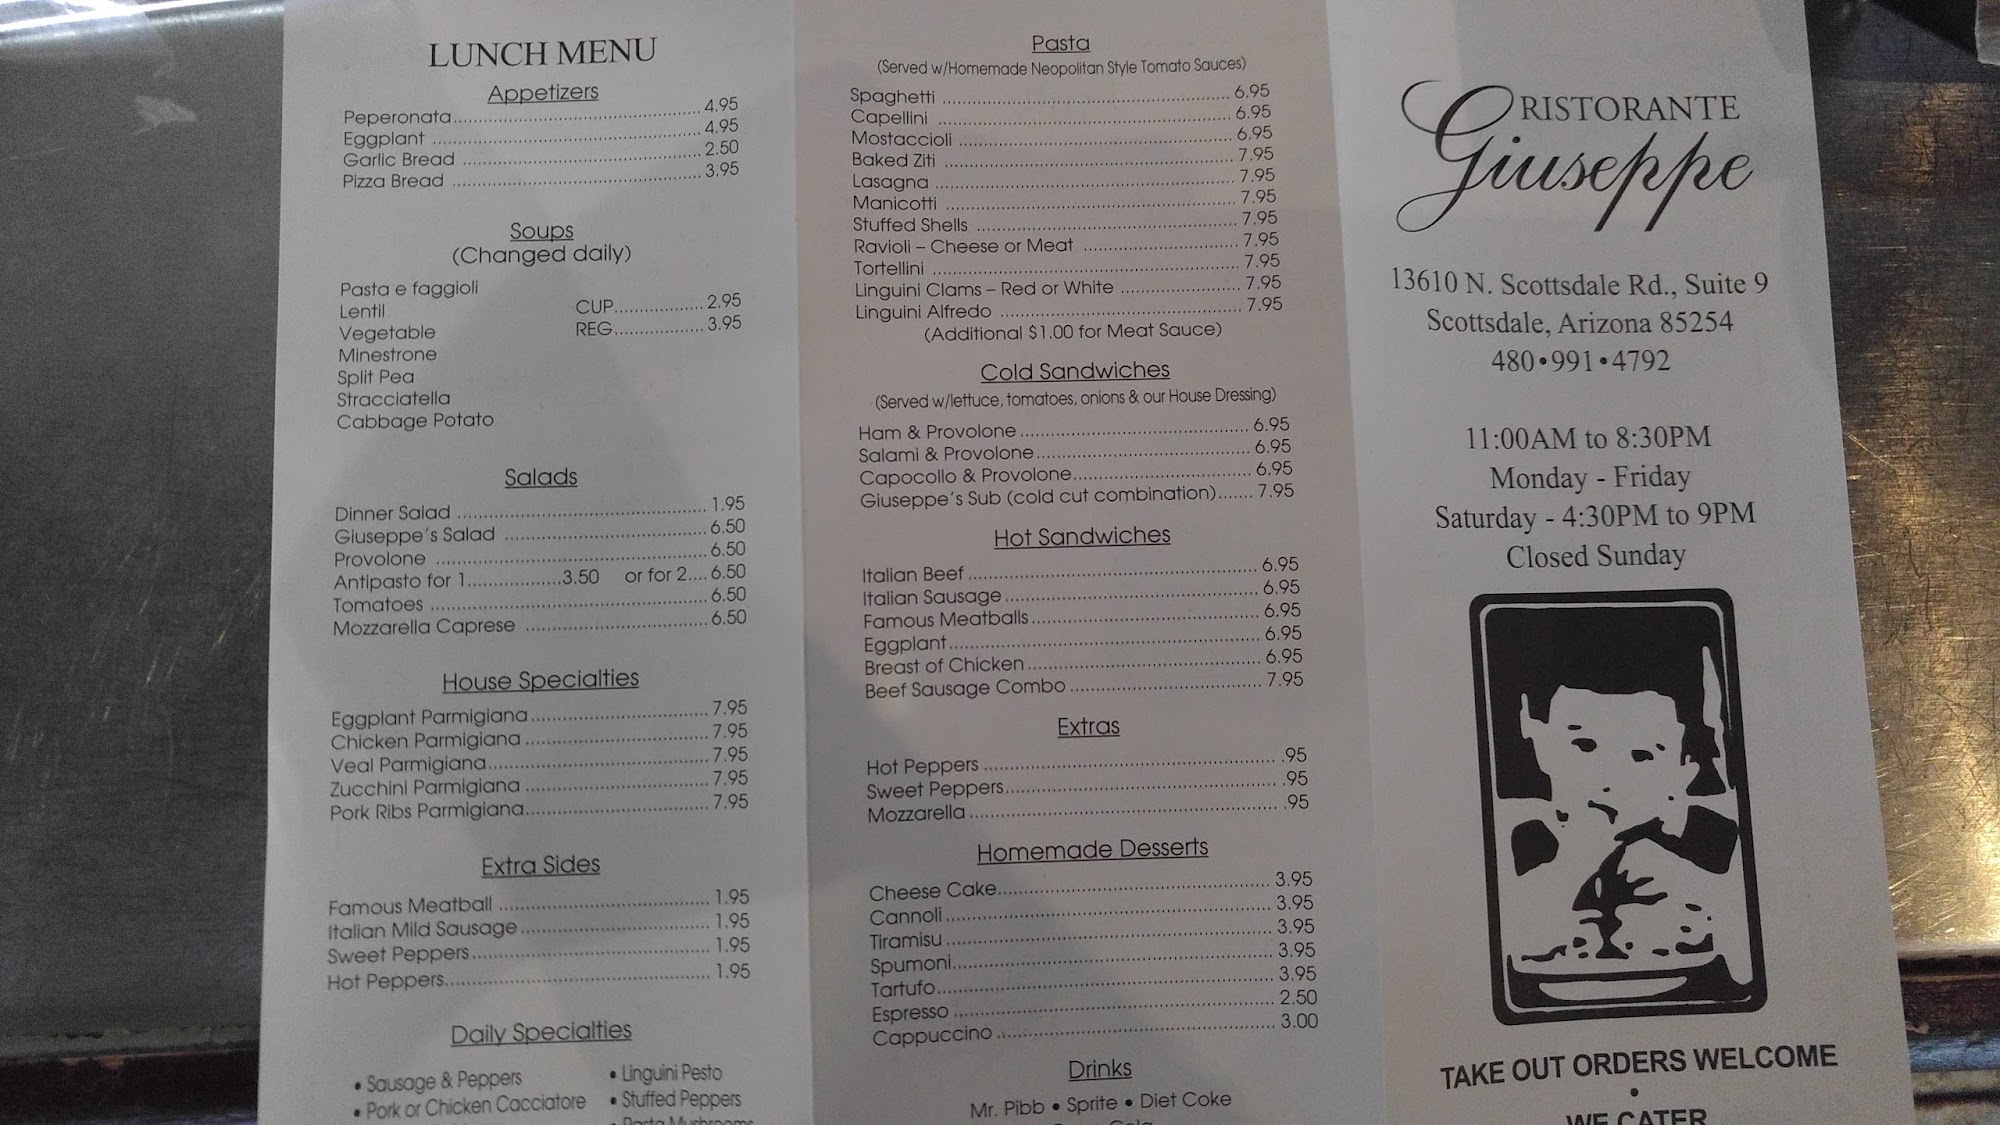 LUNCH MENU
Appetizers
Peperonata 4.95
Eggplant 4.95
Garlic Bread 2.50
Pizza Bread 3.95
Soups
(Changed daily)
Pasta e faggioli
Lentil CUP 2.95
Vegetable REG 3.95
Minestrone
Split Pea
Stracciatella
Cabbage Potato
Salads
Dinner Salad 1.95
Giuseppe's Salad 6.50
Provolone 6.50
Antipasto for 1 3.50 or for 2 6.50
Tomatoes 6.50
Mozzarella Caprese 6.50
House Specialties
Eggplant Parmigiana 7.95
Chicken Parmigiana 7.95
Veal Parmigiana 7.95
Zucchini Parmigiana 7.95
Pork Ribs Parmigiana 7.95
Extra Sides
Famous Meatball 1.95
Italian Mild Sausage 1.95
Sweet Peppers 1.95
Hot Peppers 1.95
Daily Specialties
• Sausage & Peppers • Linguini Pesto
• Pork or Chicken Cacciatore • Stuffed Peppers
Pasta Mushrooms
Pasta
(Served w/Homemade Neopolitan Style Tomato Sauces)
Spaghetti 6.95
Capellini 6.95
Mostaccioli 6.95
Baked Ziti 7.95
Lasagna 7.95
Manicotti 7.95
Stuffed Shells 7.95
Ravioli – Cheese or Meat 7.95
Tortellini 7.95
Linguini Clams – Red or White 7.95
Linguini Alfredo 7.95
(Additional $1.00 for Meat Sauce)
Cold Sandwiches
(Served w/lettuce, tomatoes, onions & our House Dressing)
Ham & Provolone 6.95
Salami & Provolone 6.95
Capocollo & Provolone 6.95
Giuseppe's Sub (cold cut combination) 7.95
Hot Sandwiches
Italian Beef 6.95
Italian Sausage 6.95
Famous Meatballs 6.95
Eggplant 6.95
Breast of Chicken 6.95
Beef Sausage Combo 7.95
Extras
Hot Peppers .95
Sweet Peppers .95
Mozzarella .95
Homemade Desserts
Cheese Cake 3.95
Cannoli 3.95
Tiramisu 3.95
Spumoni 3.95
Tartufo 3.95
Espresso 2.50
Cappuccino 3.00
Drinks
Mr. Pibb • Sprite • Diet Coke
RISTORANTE
Giuseppe
13610 N. Scottsdale Rd., Suite 9
Scottsdale, Arizona 85254
480•991•4792
11:00AM to 8:30PM
Monday - Friday
Saturday - 4:30PM to 9PM
Closed Sunday
TAKE OUT ORDERS WELCOME
•
WE CATER